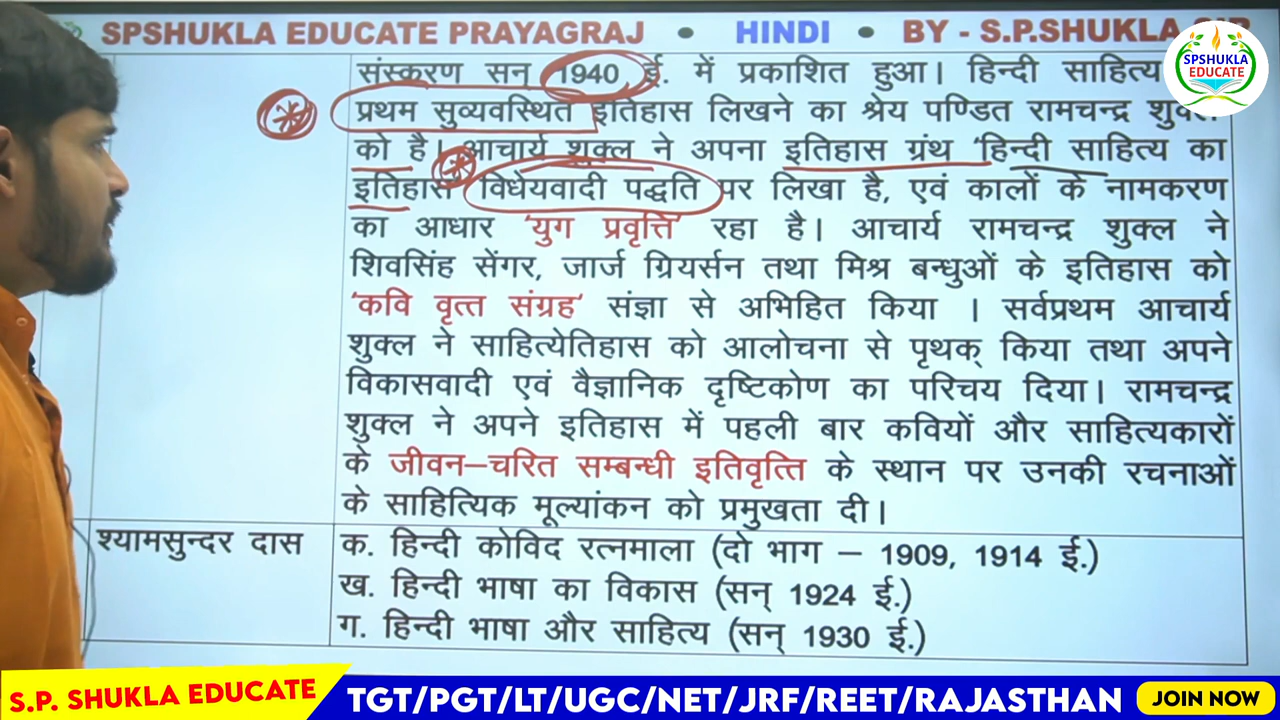 SPSHUKLA EDUCATE PRAYAGRAJ • HINDI • BY - S.P.SHUKLA
SPSHUKLA
EDUCATE
संस्करण सन् 1940 ई. में प्रकाशित हुआ। हिन्दी साहित्य
प्रथम सुव्यवस्थित इतिहास लिखने का श्रेय पण्डित रामचन्द्र
को है। आचार्य शुक्ल ने अपना इतिहास ग्रंथ 'हिन्दी साहित्य का
इतिहास' विधेयवादी पद्धति पर लिखा है, एवं कालों के नामकरण
का आधार 'युग प्रवृत्ति' रहा है। आचार्य रामचन्द्र शुक्ल ने
शिवसिंह सेंगर, जार्ज ग्रियर्सन तथा मिश्र बन्धुओं के इतिहास को
'कवि वृत्त संग्रह' संज्ञा से अभिहित किया । सर्वप्रथम आचार्य
शुक्ल ने साहित्येतिहास को आलोचना से पृथक् किया तथा अपने
विकासवादी एवं वैज्ञानिक दृष्टिकोण का परिचय दिया। रामचन्द्र
शुक्ल ने अपने इतिहास में पहली बार कवियों और साहित्यकारों
के जीवन–चरित सम्बन्धी इतिवृत्ति के स्थान पर उनकी रचनाओं
के साहित्यिक मूल्यांकन को प्रमुखता दी।
श्यामसुन्दर दास
क. हिन्दी कोविद रत्नमाला (दो भाग – 1909, 1914 ई.)
ख. हिन्दी भाषा का विकास (सन् 1924 ई.)
ग. हिन्दी भाषा और साहित्य (सन् 1930 ई.)
S.P. SHUKLA EDUCATE
TGT/PGT/LT/UGC/NET/JRF/REET/RAJASTHAN
JOIN NOW